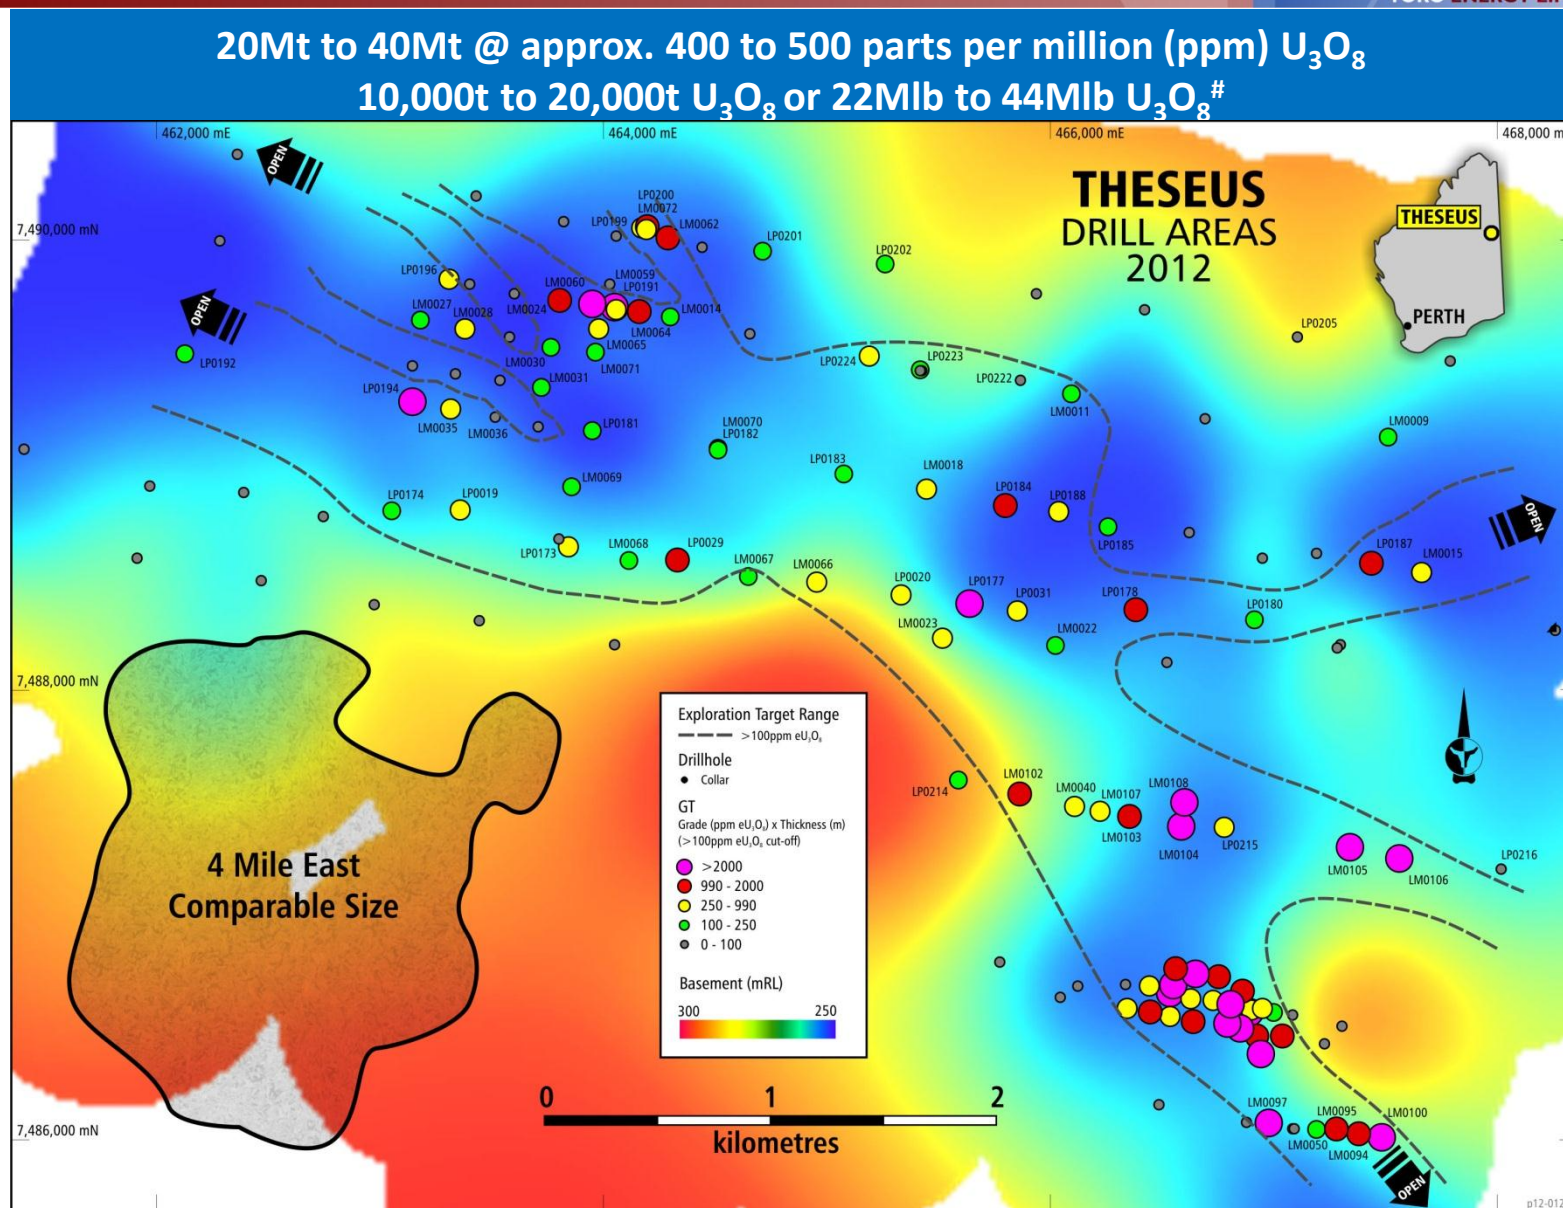 20Mt to 40Mt @ approx. 400 to 500 parts per million (ppm) U₃O₈
10,000t to 20,000t U₃O₈ or 22Mlb to 44Mlb U₃O₈#
462,000 mE
464,000 mE
466,000 mE
468,000 m
THESEUS
DRILL AREAS
2012
THESEUS
PERTH
OPEN
7,490,000 mN
LP0200
LM0072
LP0199
LM0062
LP0201
LP0202
LP0196
LM0059
LP0191
LM0060
LM0024
LM0027
LM0028
LM0014
LM0064
OPEN
LP0205
LM0065
LM0030
LM0071
LP0192
LP0224
LP0223
LP0222
LM0031
LP0194
LM0011
LM0035
LM0036
LP0181
LM0070
LP0182
LM0009
LP0183
LM0018
LM0069
LP0174
LP0019
LP0184
LP0188
LP0185
OPEN
LP0173
LM0068
LP0029
LM0067
LM0066
LP0187
LM0015
LP0020
LP0177
LP0031
LP0178
LP0180
LM0023
LM0022
7,488,000 mN
Exploration Target Range
>100ppm eU₃O₈
Drillhole
Collar
GT
Grade (ppm eU₃O₈) x Thickness (m)
(>100ppm eU₃O₈ cut-off)
>2000
990 - 2000
250 - 990
100 - 250
0 - 100
Basement (mRL)
300
250
LP0214
LM0102
LM0040
LM0107
LM0103
LM0108
LM0104
LP0215
LM0105
LM0106
LP0216
4 Mile East
Comparable Size
0
1
2
kilometres
7,486,000 mN
LM0097
LM0050
LM0095
LM0094
LM0100
OPEN
p12-012